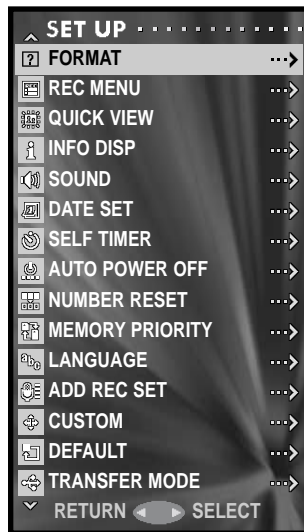 SET UP
FORMAT
REC MENU
QUICK VIEW
INFO DISP
SOUND
DATE SET
SELF TIMER
AUTO POWER OFF
NUMBER RESET
MEMORY PRIORITY
LANGUAGE
ADD REC SET
CUSTOM
DEFAULT
TRANSFER MODE
RETURN SELECT